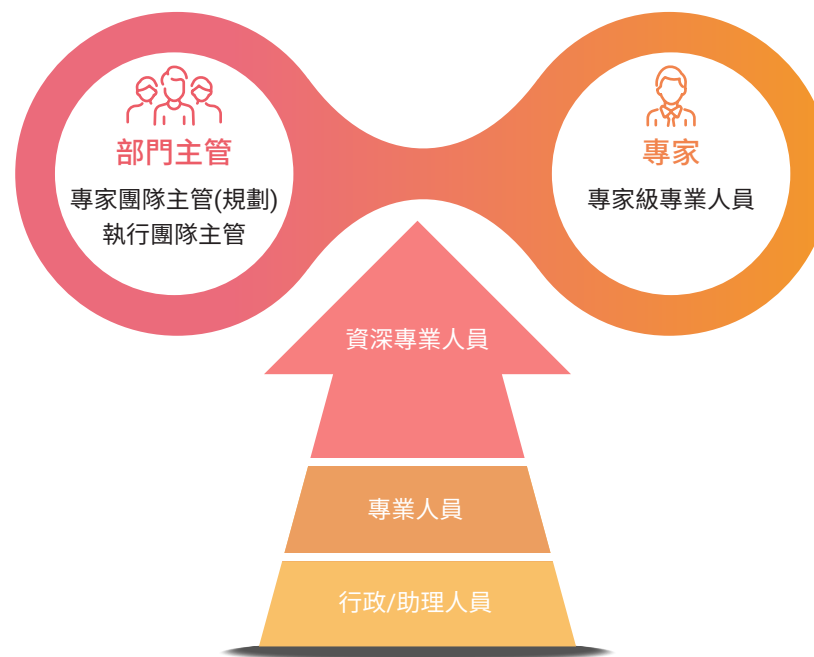 部門主管
專家團隊主管(規劃)
執行團隊主管
專家
專家級專業人員
資深專業人員
專業人員
行政/助理人員